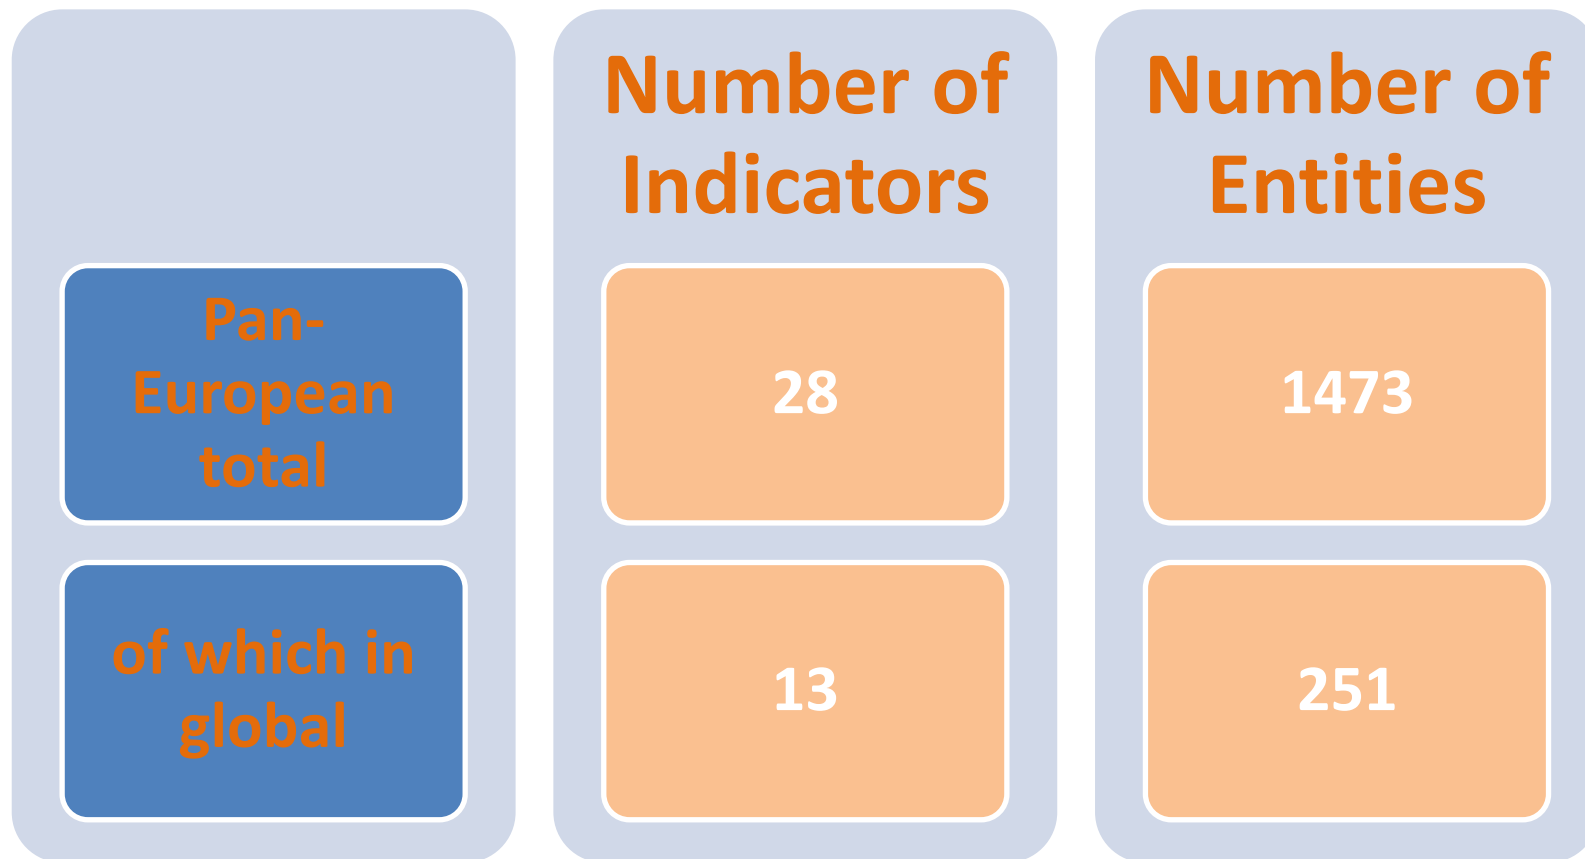 Number of
Indicators
Number of
Entities
Pan-
European
total
28
1473
of which in
global
13
251